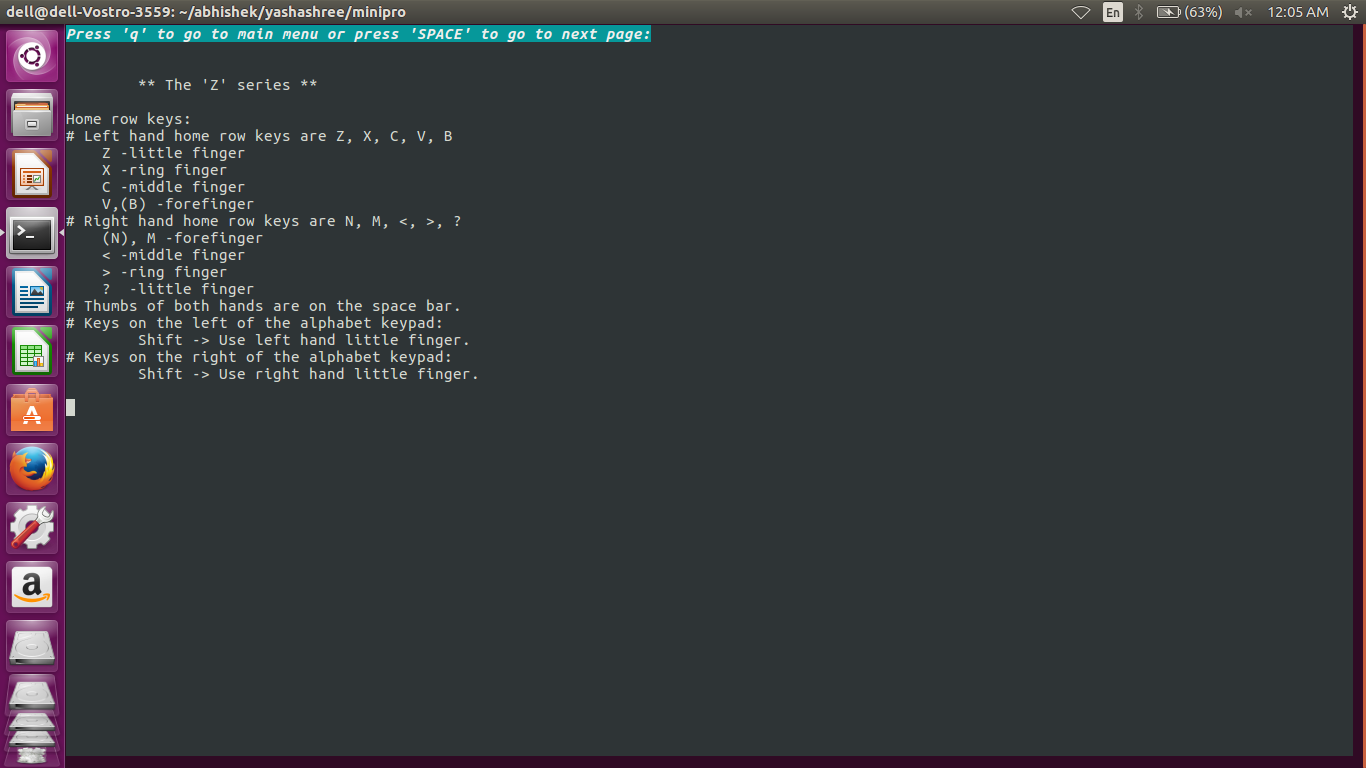 dell@dell-Vostro-3559: ~/abhishek/yashashree/minipro
En (63%) 12:05 AM
Press 'q' to go to main menu or press 'SPACE' to go to next page:
** The 'Z' series **
Home row keys:
# Left hand home row keys are Z, X, C, V, B
Z -little finger
X -ring finger
C -middle finger
V,(B) -forefinger
# Right hand home row keys are N, M, <, >, ?
(N), M -forefinger
< -middle finger
> -ring finger
?  -little finger
# Thumbs of both hands are on the space bar.
# Keys on the left of the alphabet keypad:
Shift -> Use left hand little finger.
# Keys on the right of the alphabet keypad:
Shift -> Use right hand little finger.